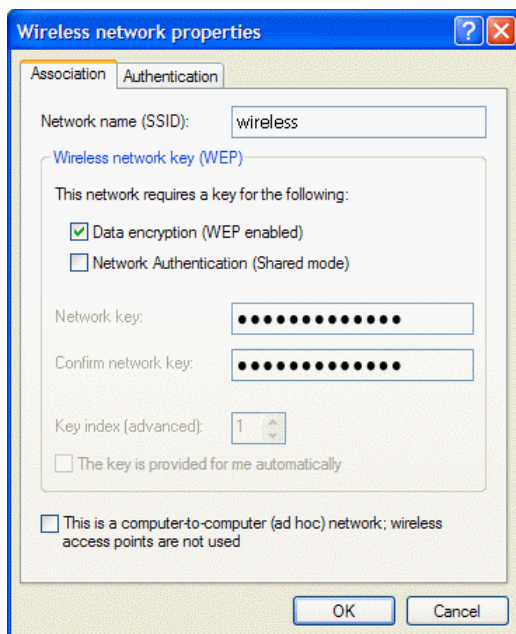 Wireless network properties
Association Authentication
Network name (SSID): wireless
Wireless network key (WEP)
This network requires a key for the following:
Data encryption (WEP enabled)
Network Authentication (Shared mode)
Network key: •••••••••••••
Confirm network key: •••••••••••••
Key index (advanced): 1
The key is provided for me automatically
This is a computer-to-computer (ad hoc) network; wireless
access points are not used
OK Cancel